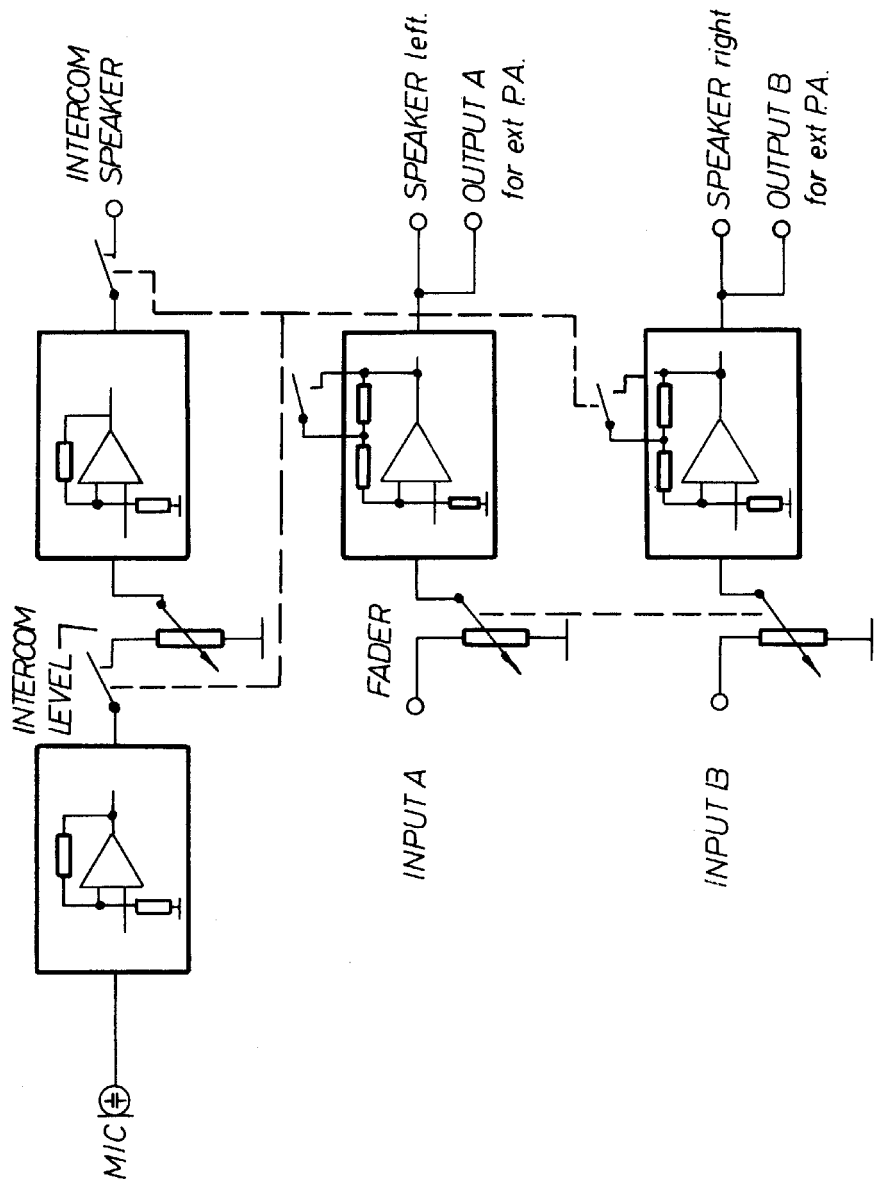 MIC
INTERCOM
LEVEL
INTERCOM
SPEAKER
INPUT A
FADER
SPEAKER left.
OUTPUT A
for ext P.A.
INPUT B
SPEAKER right
OUTPUT B
for ext P.A.